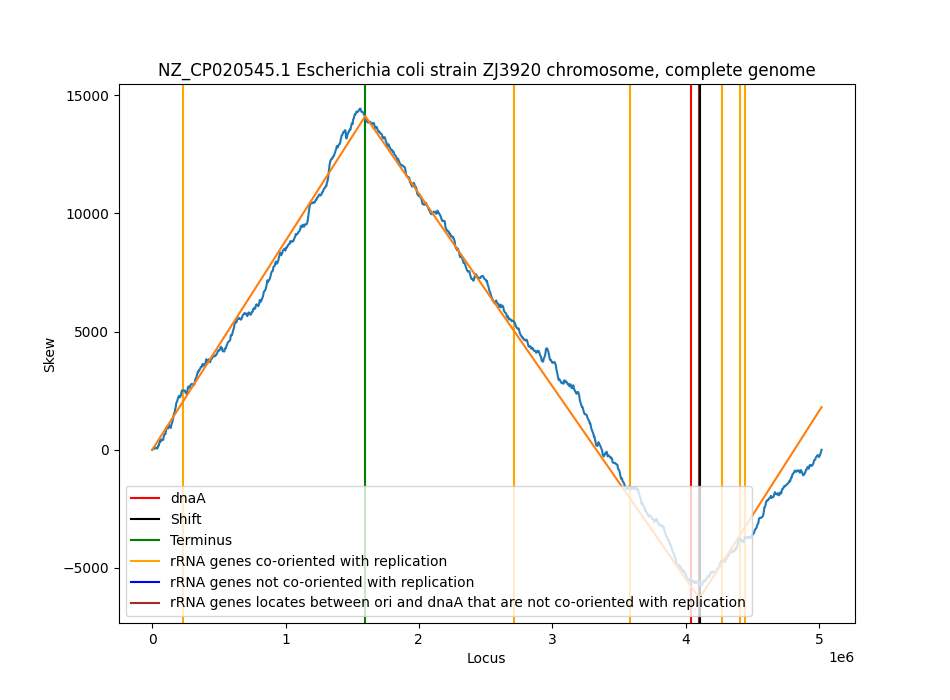 NZ_CP020545.1 Escherichia coli strain ZJ3920 chromosome, complete genome
15000
10000
5000
0
−5000
Skew
dnaA
Shift
Terminus
rRNA genes co-oriented with replication
rRNA genes not co-oriented with replication
rRNA genes locates between ori and dnaA that are not co-oriented with replication
0 1 2 3 4 5
1e6
Locus